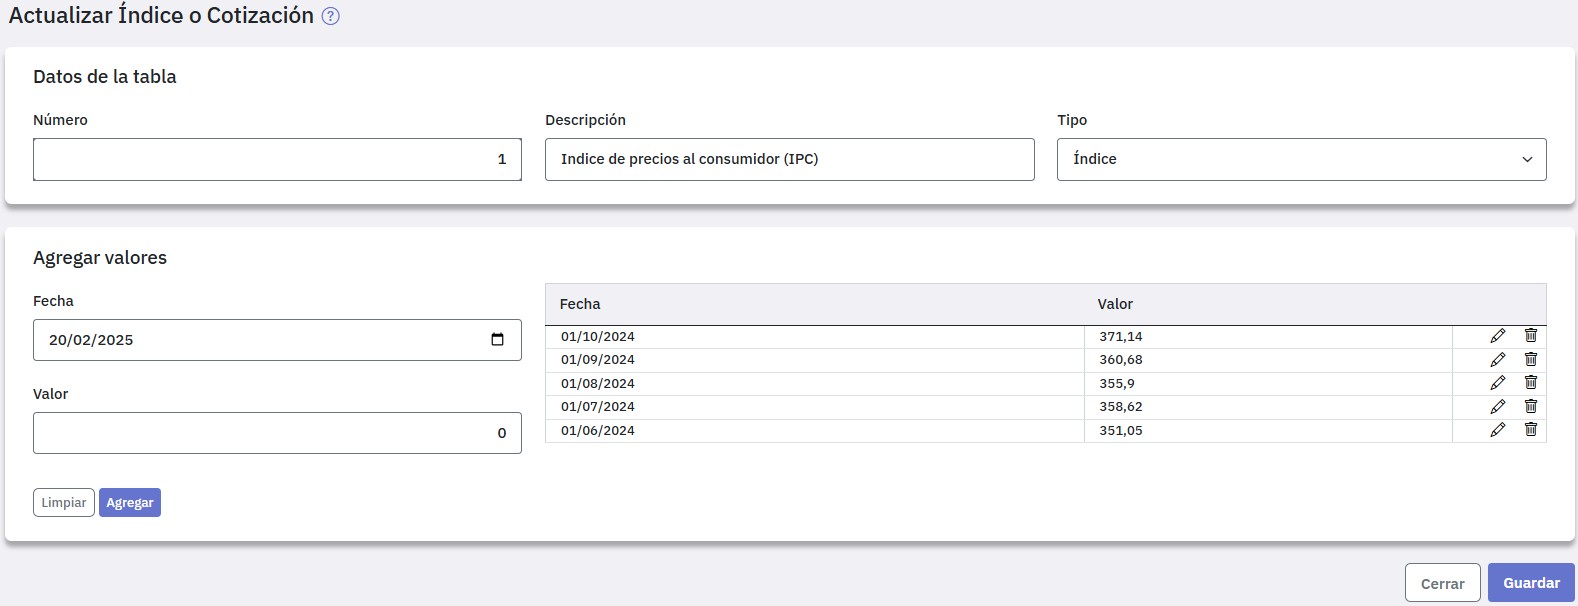 Actualizar Índice o Cotización ?
Datos de la tabla
Número
Descripción
Tipo
1
Indice de precios al consumidor (IPC)
Índice
Agregar valores
Fecha
20/02/2025
Valor
0
Limpiar
Agregar
Fecha Valor
01/10/2024 371,14
01/09/2024 360,68
01/08/2024 355,9
01/07/2024 358,62
01/06/2024 351,05
Cerrar
Guardar